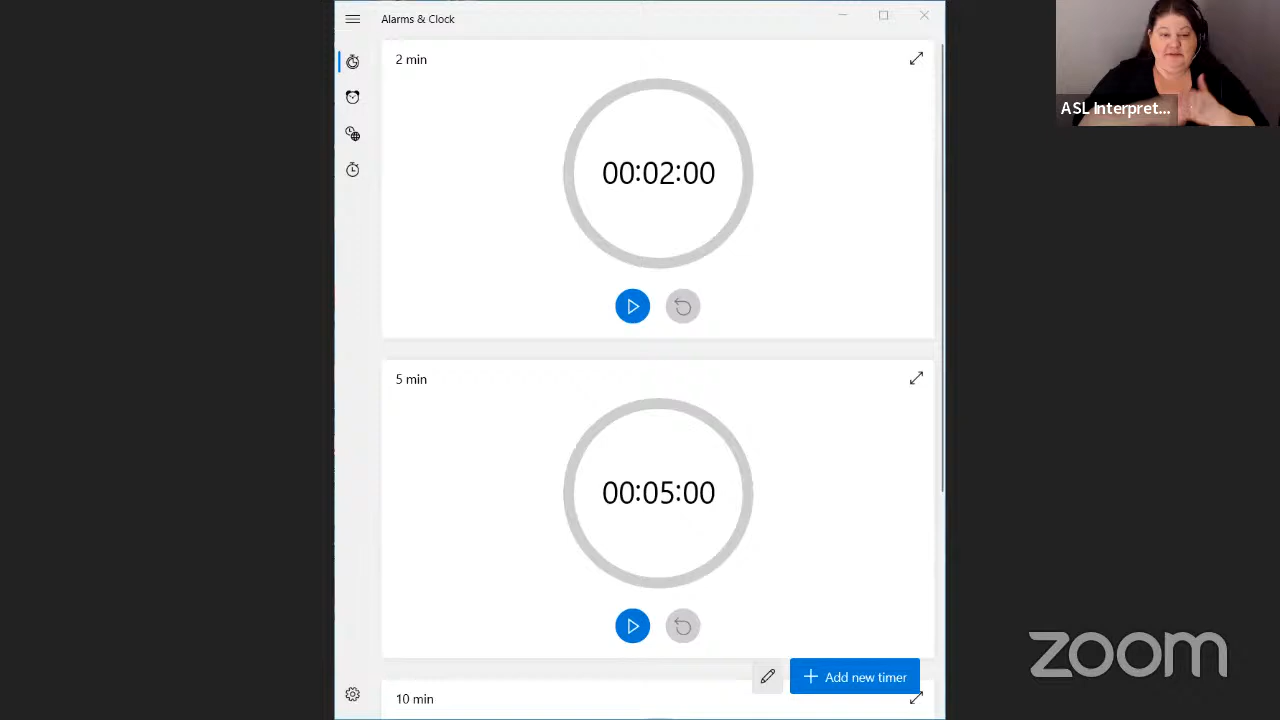 Alarms & Clock
ASL Interpret...
2 min
00:02:00
5 min
00:05:00
Add new timer
10 min
zoom